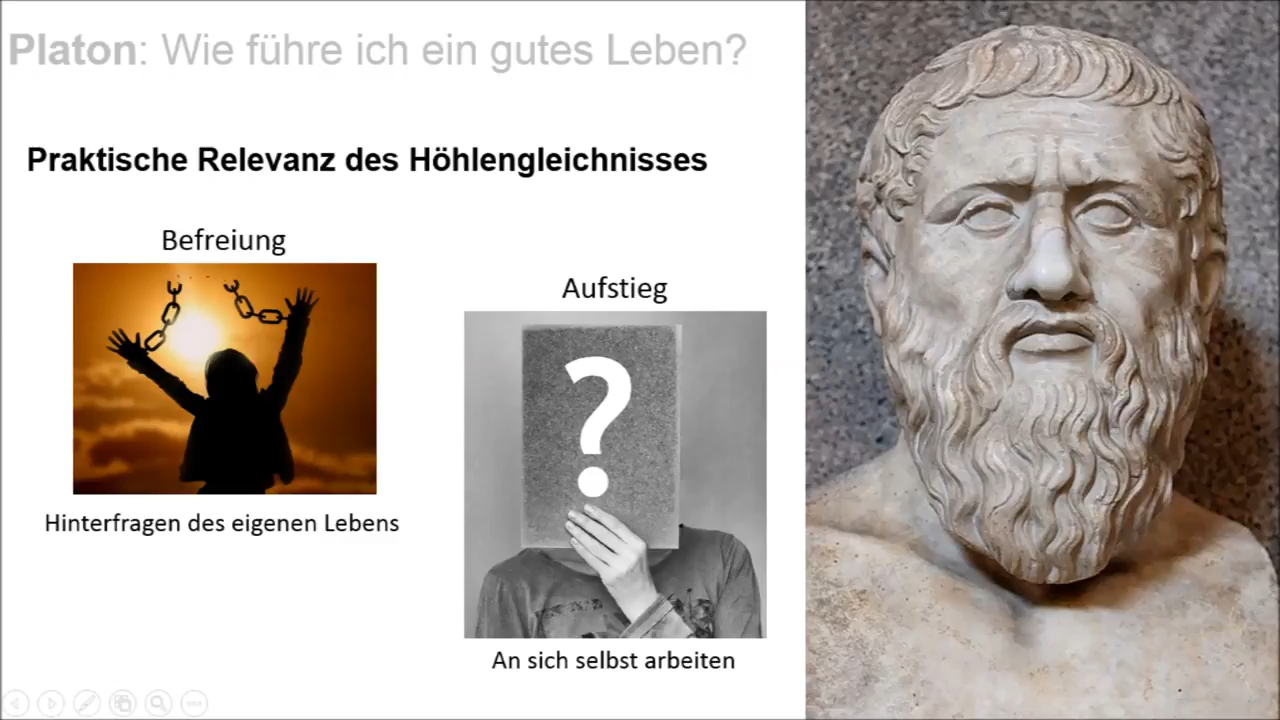 Platon: Wie führe ich ein gutes Leben?
Praktische Relevanz des Höhlengleichnisses
Befreiung
Hinterfragen des eigenen Lebens
Aufstieg
?
An sich selbst arbeiten